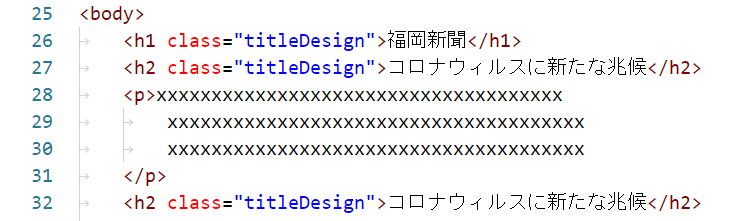 25 <body>
26 <h1 class="titleDesign">福岡新聞</h1>
27 <h2 class="titleDesign">コロナウィルスに新たな兆候</h2>
28 <p>xxxxxxxxxxxxxxxxxxxxxxxxxxxxxxxxxxxxx
29 xxxxxxxxxxxxxxxxxxxxxxxxxxxxxxxxxxxxxx
30 xxxxxxxxxxxxxxxxxxxxxxxxxxxxxxxxxxxxxx
31 </p>
32 <h2 class="titleDesign">コロナウィルスに新たな兆候</h2>